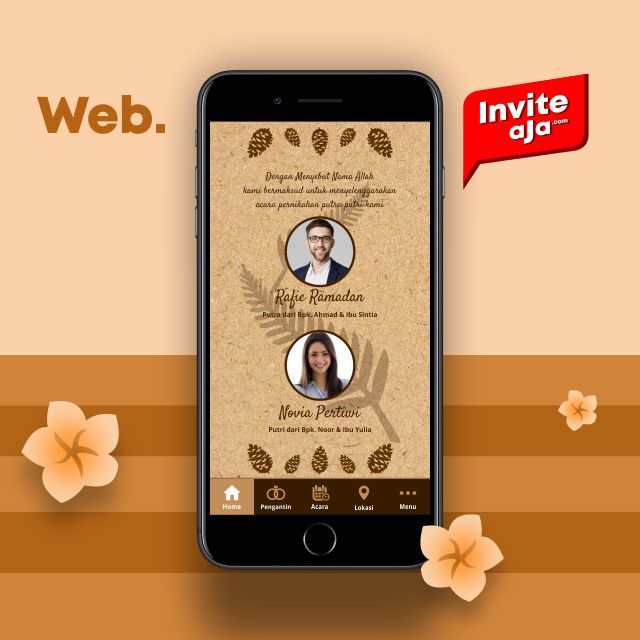 Web.
Invite
aja.com
Dengan Menyebut Nama Allah
kami bermaksud untuk menyelenggarakan
acara pernikahan putra putri kami
Rafie Ramadan
Putra dari Bpk. Ahmad & Ibu Sintia
Novia Pertiwi
Putri dari Bpk. Noor & Ibu Yulia
Home Pengantin Acara Lokasi Menu